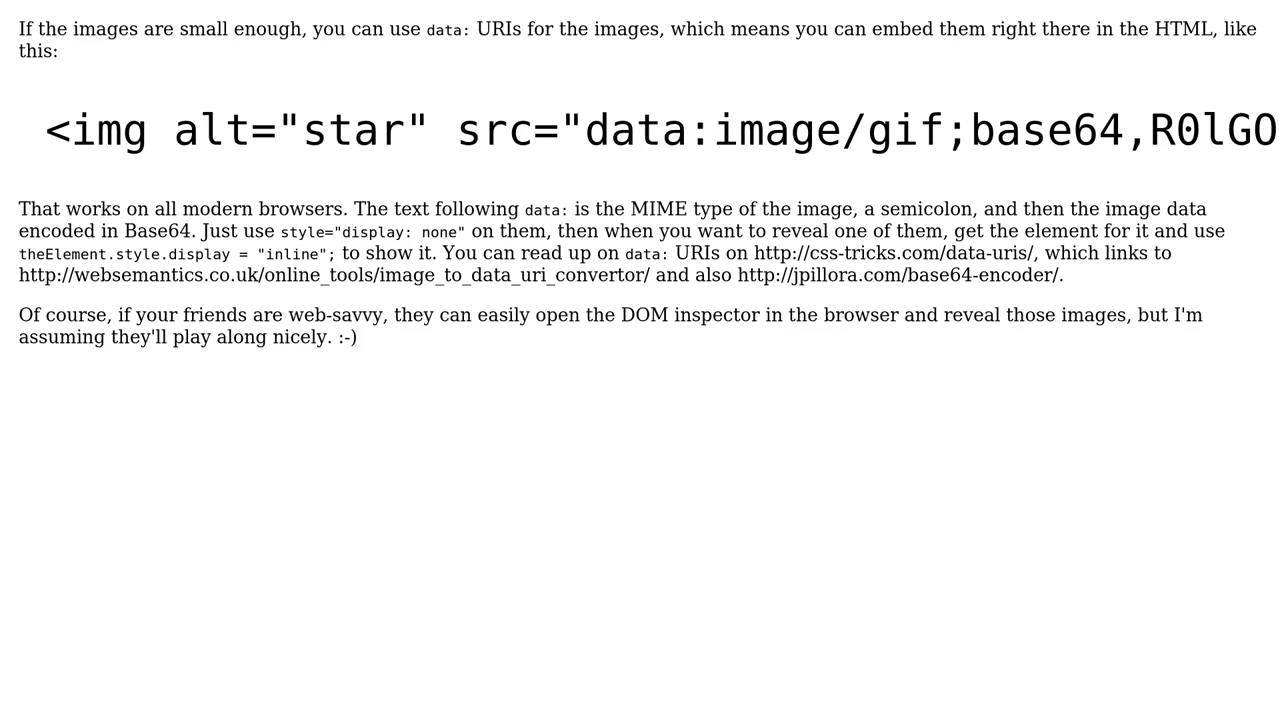 If the images are small enough, you can use data: URIs for the images, which means you can embed them right there in the HTML, like
this:
<img alt="star" src="data:image/gif;base64,R0lGO
That works on all modern browsers. The text following data: is the MIME type of the image, a semicolon, and then the image data
encoded in Base64. Just use style="display: none" on them, then when you want to reveal one of them, get the element for it and use
theElement.style.display = "inline"; to show it. You can read up on data: URIs on http://css-tricks.com/data-uris/, which links to
http://websemantics.co.uk/online_tools/image_to_data_uri_convertor/ and also http://jpillora.com/base64-encoder/.
Of course, if your friends are web-savvy, they can easily open the DOM inspector in the browser and reveal those images, but I'm
assuming they'll play along nicely. :-)